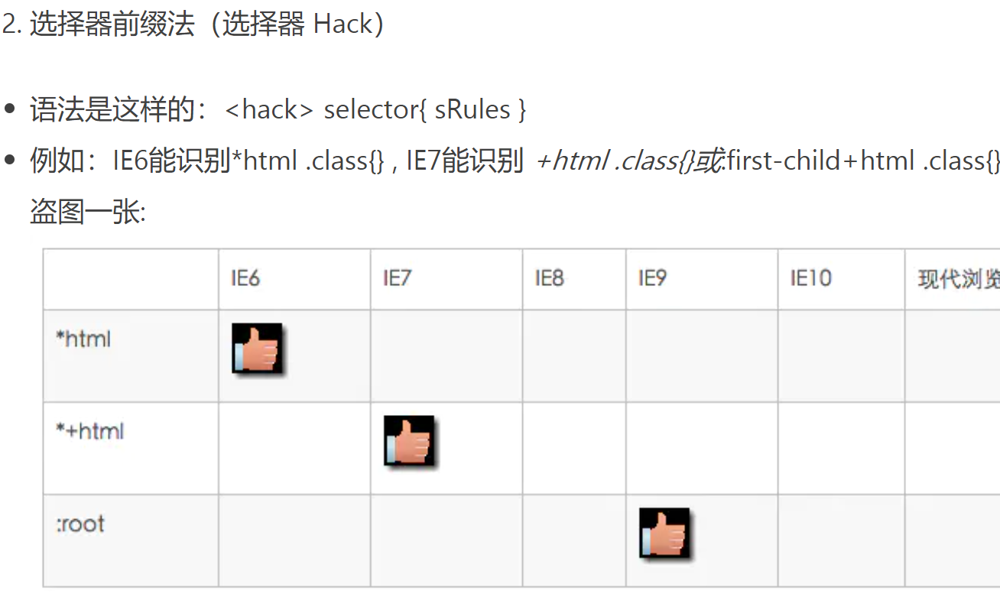 2. 选择器前缀法（选择器 Hack）
语法是这样的：<hack> selector{ sRules }
例如：IE6能识别*html .class{} , IE7能识别 +html .class{}或:first-child+html .class{}
盗图一张:
IE6 IE7 IE8 IE9 IE10 现代浏览
*html
*+html
:root